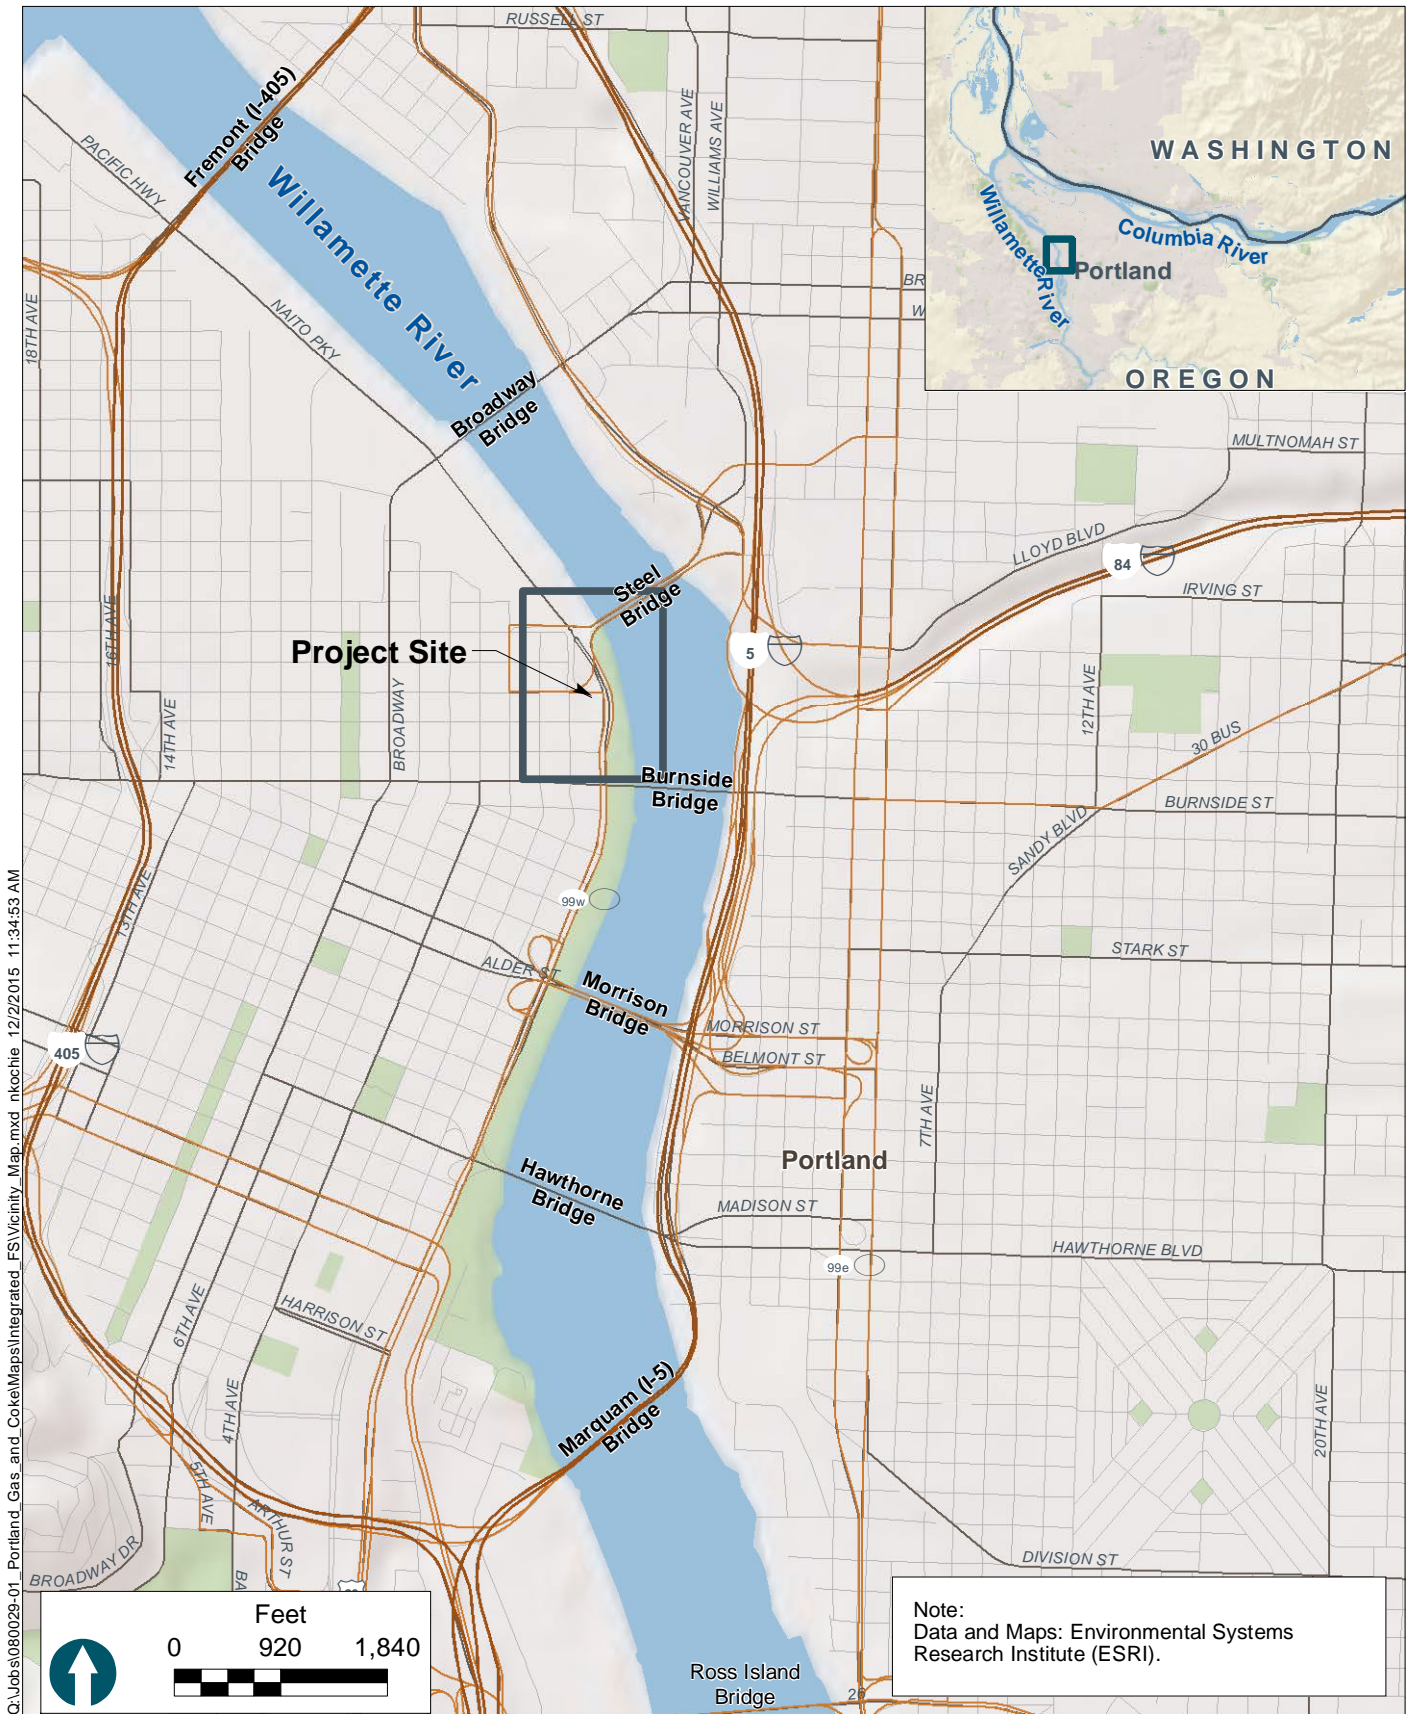 RUSSELL ST
Fremont (I-405)
Bridge
PACIFIC HWY
VANCOUVER AVE
WILLIAMS AVE
WASHINGTON
Willamette River
Columbia River
Portland
OREGON
Willamette River
18TH AVE
NAITO PKY
BR
W
Broadway
Bridge
MULTNOMAH ST
LLOYD BLVD
84
IRVING ST
Steel
Bridge
16TH AVE
Project Site
5
14TH AVE
BROADWAY
12TH AVE
30 BUS
Burnside
Bridge
BURNSIDE ST
SANDY BLVD
13TH AVE
99w
STARK ST
ALDER ST
Morrison
Bridge
MORRISON ST
BELMONT ST
405
7TH AVE
Portland
Hawthorne
Bridge
MADISON ST
HAWTHORNE BLVD
99e
6TH AVE
HARRISON ST
4TH AVE
Marquam (I-5)
Bridge
20TH AVE
5TH AVE
ARTHUR ST
BROADWAY DR
BA
DIVISION ST
Feet
0 920 1,840
Note:
Data and Maps: Environmental Systems
Research Institute (ESRI).
Ross Island
Bridge
26
Q:\Jobs\080029-01_Portland_Gas_and_Coke\Maps\Integrated_FS\Vicinity_Map.mxd nkochie 12/2/2015 11:34:53 AM